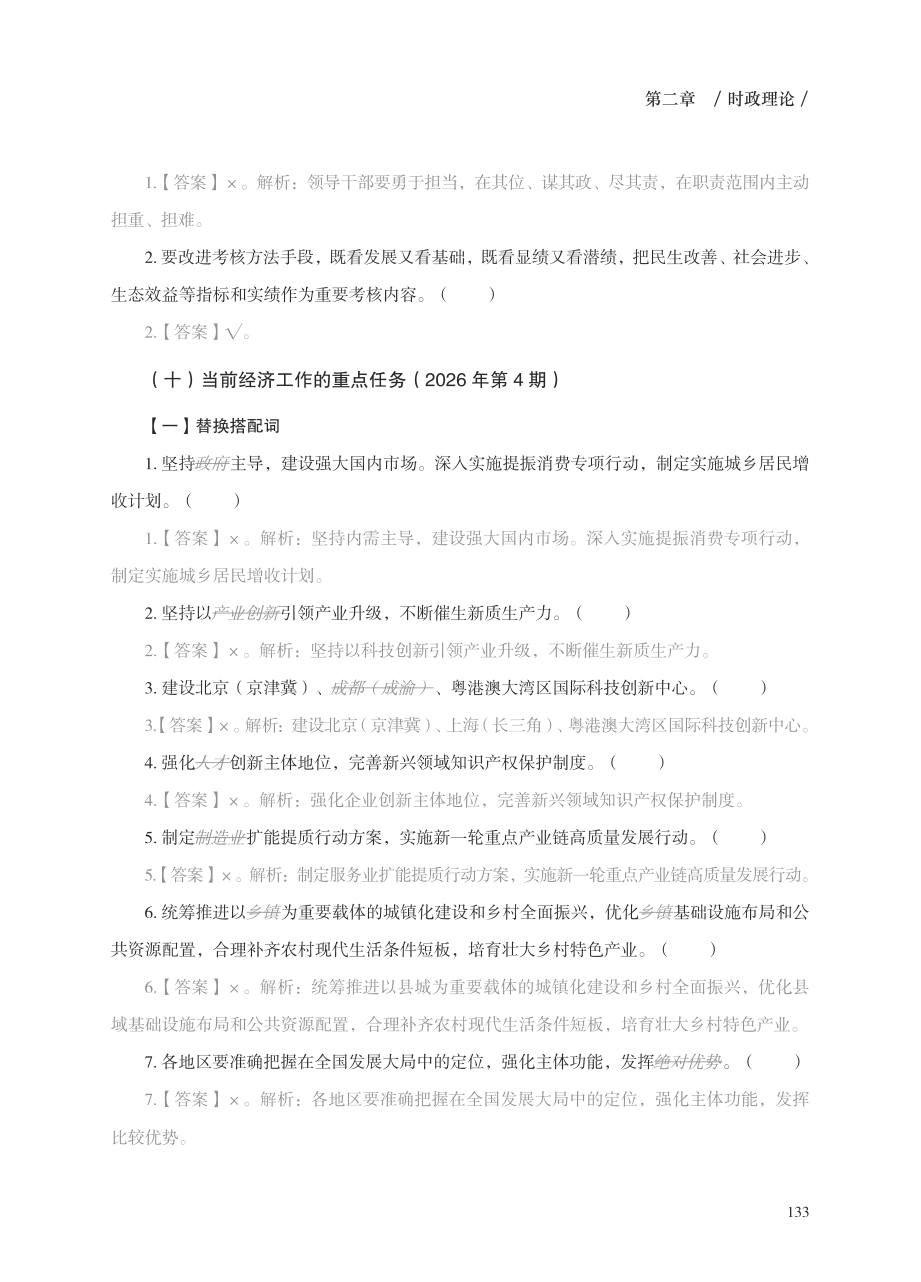 第二章 / 时政理论 /
1.【答案】×。解析：领导干部要勇于担当，在其位、谋其政、尽其责，在职责范围内主动
担重、担难。
2. 要改进考核方法手段，既看发展又看基础，既看显绩又看潜绩，把民生改善、社会进步、
生态效益等指标和实绩作为重要考核内容。（　　）
2.【答案】√。
（十）当前经济工作的重点任务（2026 年第 4 期）
【一】替换搭配词
1. 坚持政府主导，建设强大国内市场。深入实施提振消费专项行动，制定实施城乡居民增
收计划。（　　）
1.【答案】×。解析：坚持内需主导，建设强大国内市场。深入实施提振消费专项行动，
制定实施城乡居民增收计划。
2. 坚持以产业创新引领产业升级，不断催生新质生产力。（　　）
2.【答案】×。解析：坚持以科技创新引领产业升级，不断催生新质生产力。
3. 建设北京（京津冀）、成都（成渝）、粤港澳大湾区国际科技创新中心。（　　）
3.【答案】×。解析：建设北京（京津冀）、上海（长三角）、粤港澳大湾区国际科技创新中心。
4. 强化人才创新主体地位，完善新兴领域知识产权保护制度。（　　）
4.【答案】×。解析：强化企业创新主体地位，完善新兴领域知识产权保护制度。
5. 制定制造业扩能提质行动方案，实施新一轮重点产业链高质量发展行动。（　　）
5.【答案】×。解析：制定服务业扩能提质行动方案，实施新一轮重点产业链高质量发展行动。
6. 统筹推进以乡镇为重要载体的城镇化建设和乡村全面振兴，优化乡镇基础设施布局和公
共资源配置，合理补齐农村现代生活条件短板，培育壮大乡村特色产业。（　　）
6.【答案】×。解析：统筹推进以县城为重要载体的城镇化建设和乡村全面振兴，优化县
域基础设施布局和公共资源配置，合理补齐农村现代生活条件短板，培育壮大乡村特色产业。
7. 各地区要准确把握在全国发展大局中的定位，强化主体功能，发挥绝对优势。（　　）
7.【答案】×。解析：各地区要准确把握在全国发展大局中的定位，强化主体功能，发挥
比较优势。
133